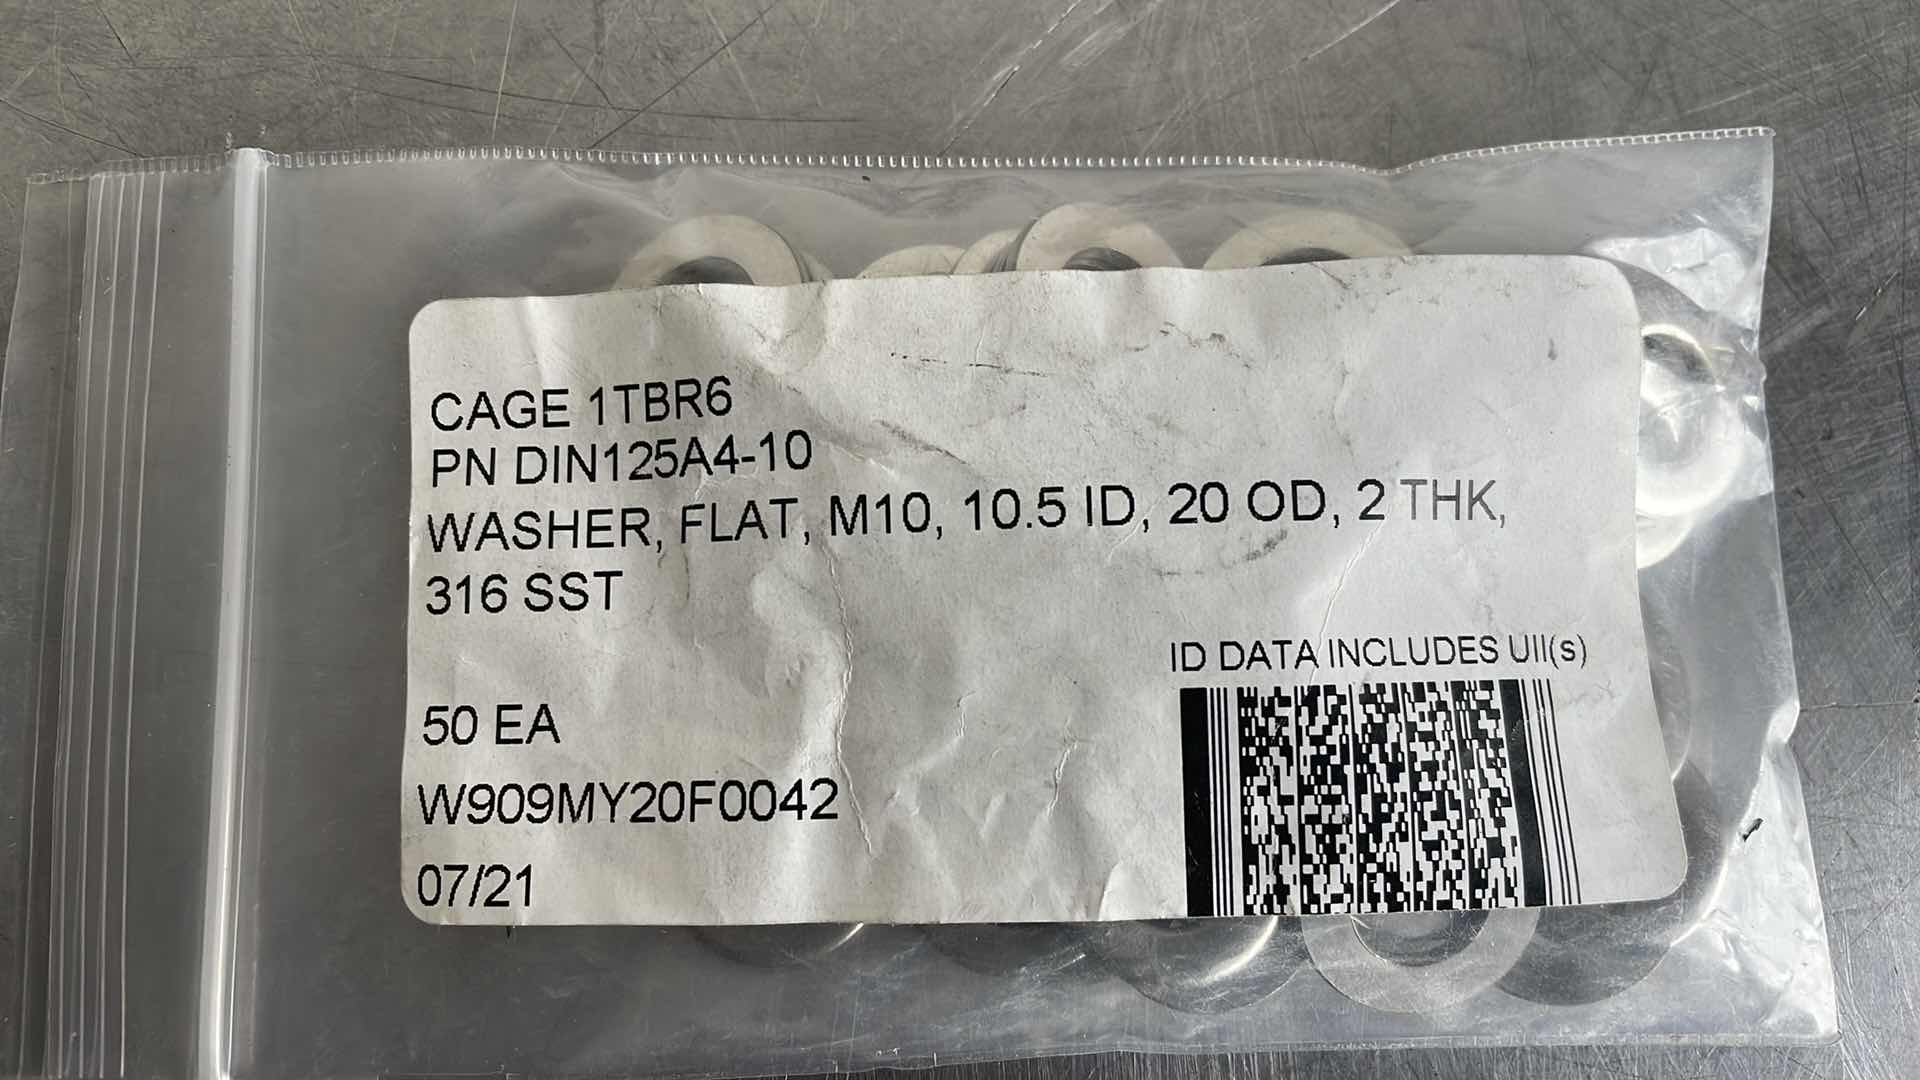 CAGE 1TBR6
PN DIN125A4-10
WASHER, FLAT, M10, 10.5 ID, 20 OD, 2 THK,
316 SST
ID DATA INCLUDES UII(s)
50 EA
W909MY20F0042
07/21